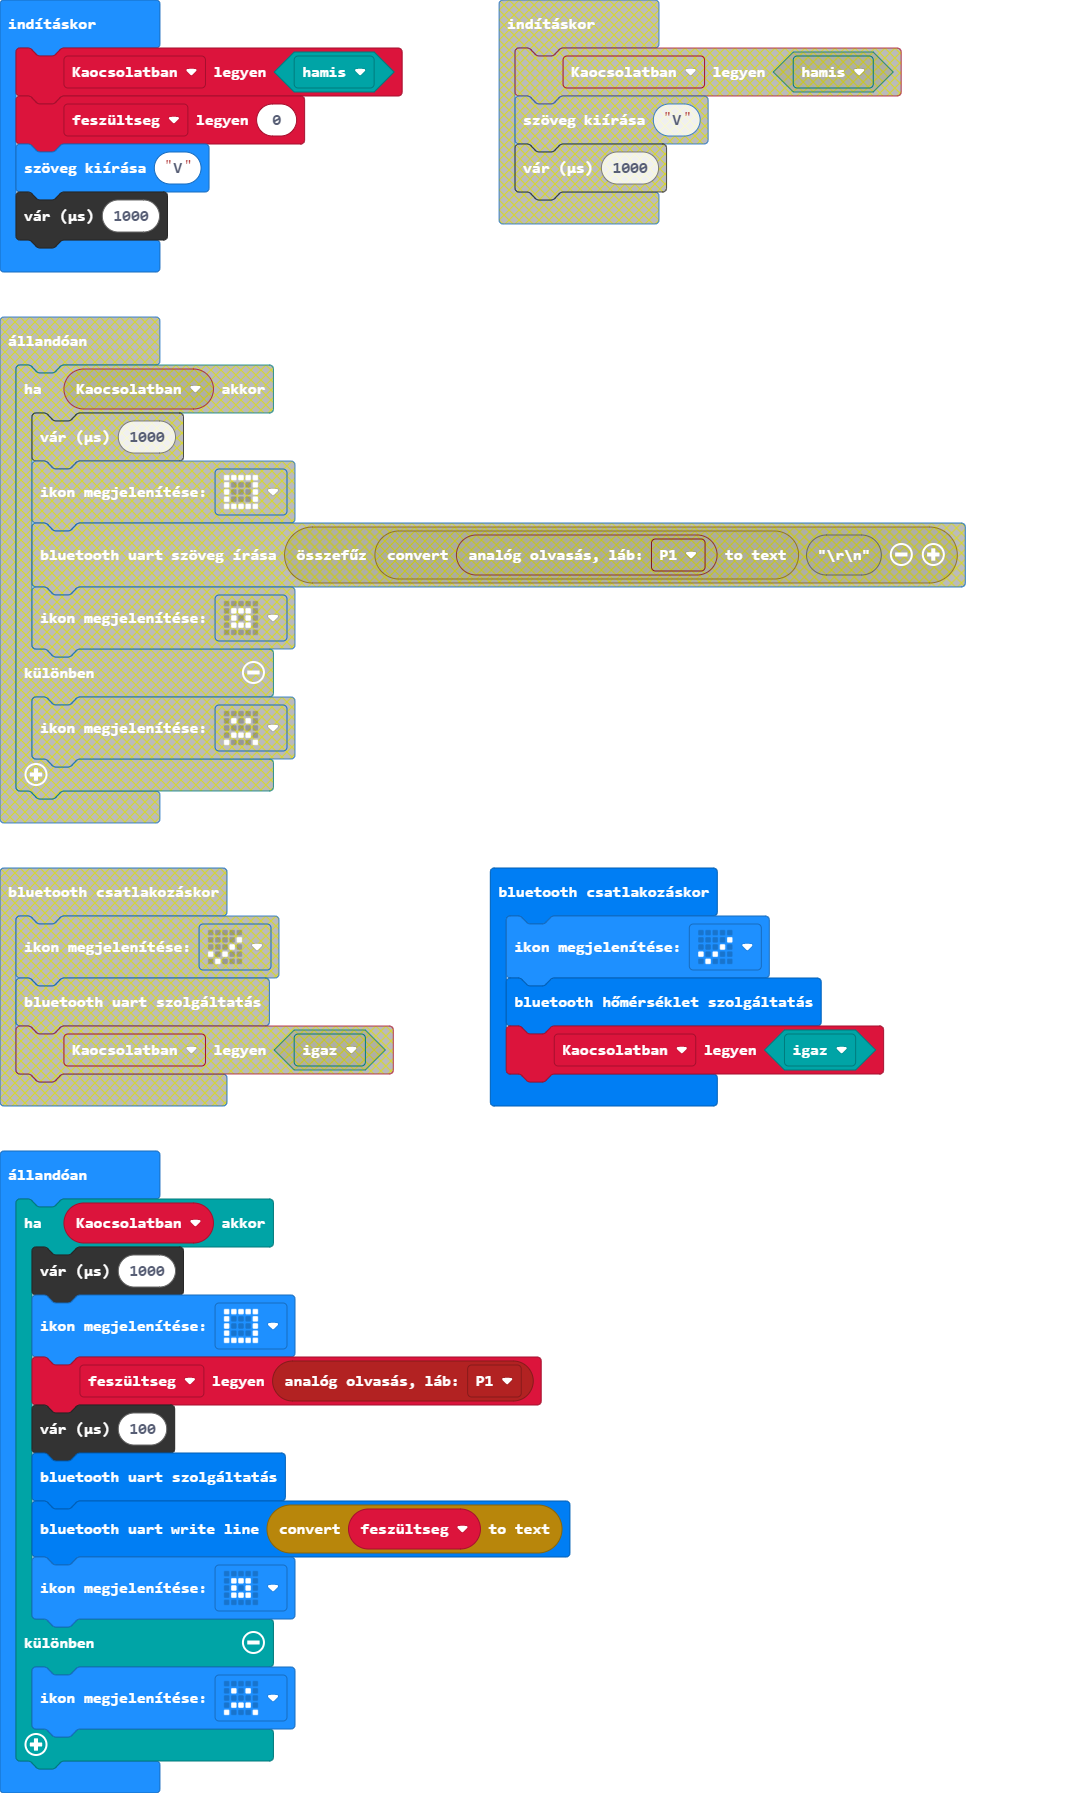 indításkor
Kaocsolatban legyen hamis
feszültseg legyen 0
szöveg kiírása "V"
vár (µs) 1000
indításkor
Kaocsolatban legyen hamis
szöveg kiírása "V"
vár (µs) 1000
állandóan
ha Kaocsolatban akkor
vár (µs) 1000
ikon megjelenítése:
bluetooth uart szöveg írása összefűz convert analóg olvasás, láb: P1 to text "\r\n"
ikon megjelenítése:
különben
ikon megjelenítése:
bluetooth csatlakozáskor
ikon megjelenítése:
bluetooth uart szolgáltatás
Kaocsolatban legyen igaz
bluetooth csatlakozáskor
ikon megjelenítése:
bluetooth hőmérséklet szolgáltatás
Kaocsolatban legyen igaz
állandóan
ha Kaocsolatban akkor
vár (µs) 1000
ikon megjelenítése:
feszültseg legyen analóg olvasás, láb: P1
vár (µs) 100
bluetooth uart szolgáltatás
bluetooth uart write line convert feszültseg to text
ikon megjelenítése:
különben
ikon megjelenítése: